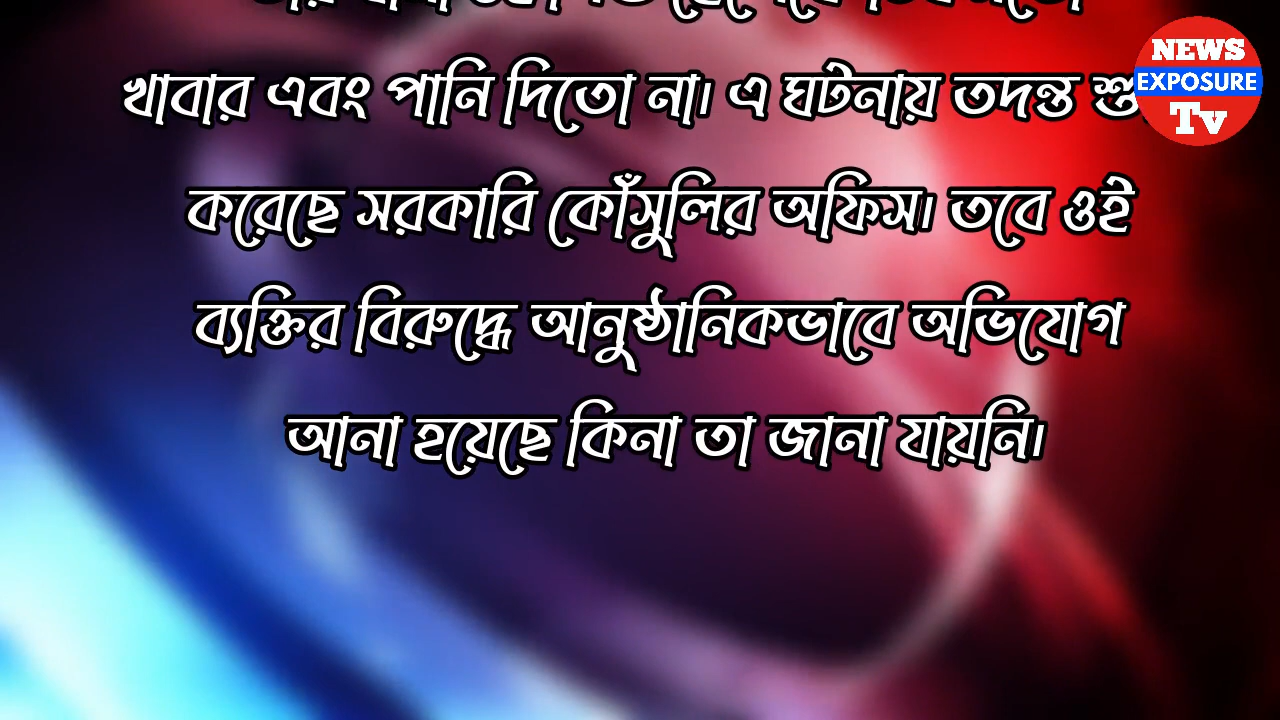 খাবার এবং পানি দিতো না। এ ঘটনায় তদন্ত শু
করেছে সরকারি কৌঁসুলির অফিস। তবে ওই
ব্যক্তির বিরুদ্ধে আনুষ্ঠানিকভাবে অভিযোগ
আনা হয়েছে কিনা তা জানা যায়নি।
NEWS
EXPOSURE
Tv